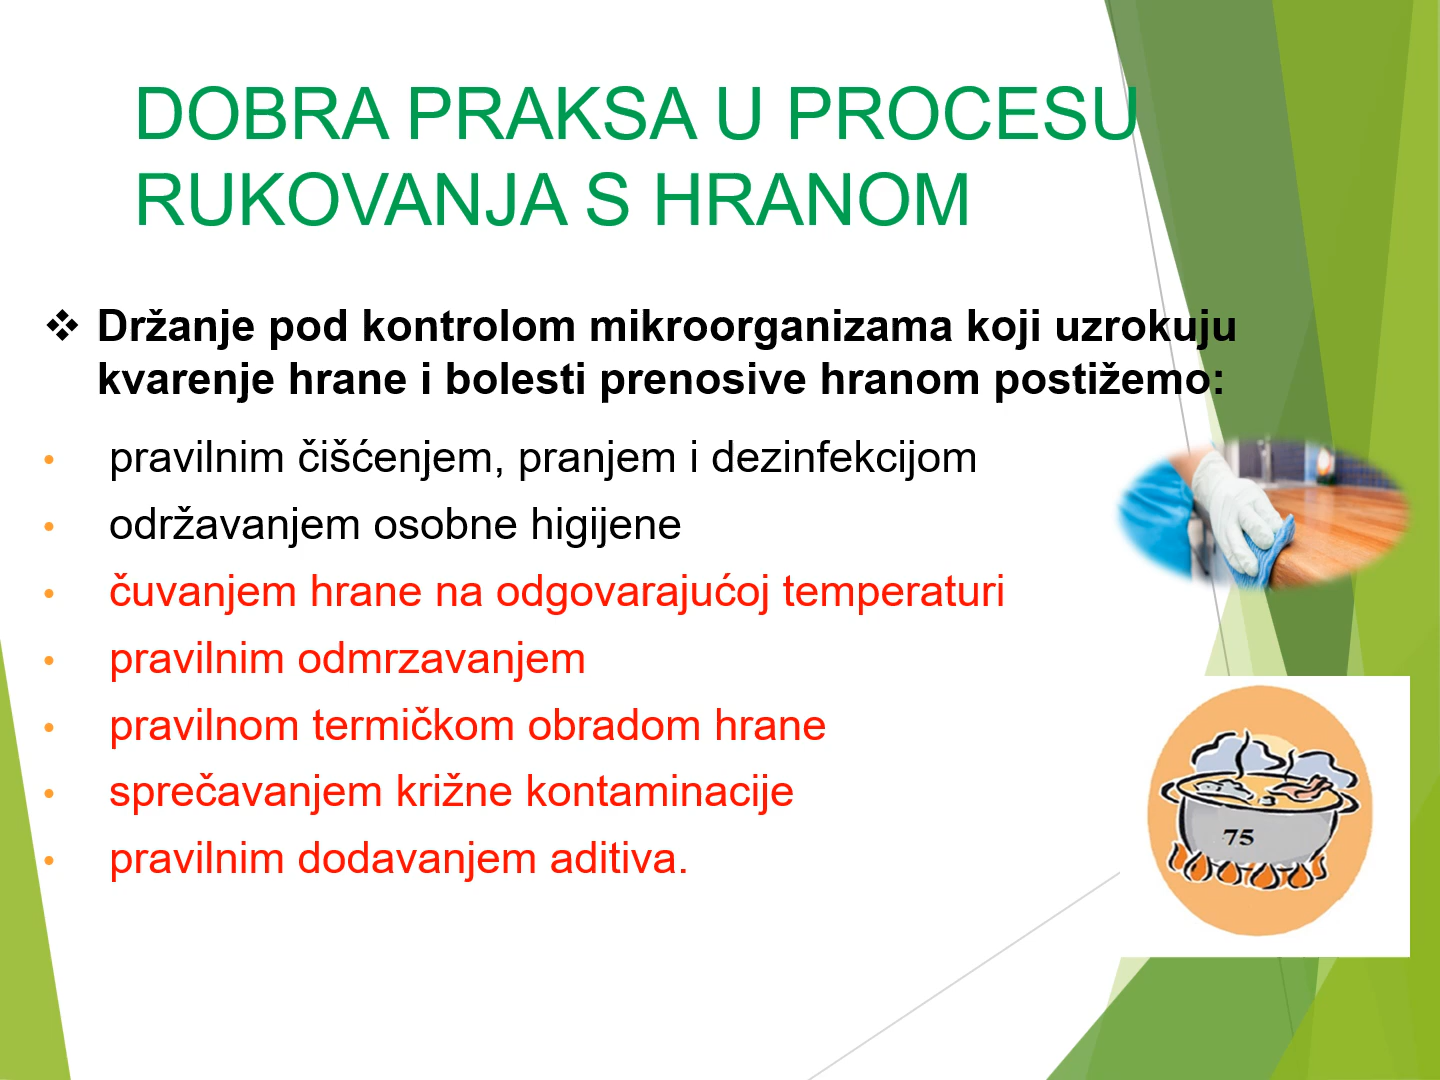 DOBRA PRAKSA U PROCESU
RUKOVANJA S HRANOM
❖ Držanje pod kontrolom mikroorganizama koji uzrokuju
kvarenje hrane i bolesti prenosive hranom postižemo:
• pravilnim čišćenjem, pranjem i dezinfekcijom
• održavanjem osobne higijene
• čuvanjem hrane na odgovarajućoj temperaturi
• pravilnim odmrzavanjem
• pravilnom termičkom obradom hrane
• sprečavanjem križne kontaminacije
• pravilnim dodavanjem aditiva.
75